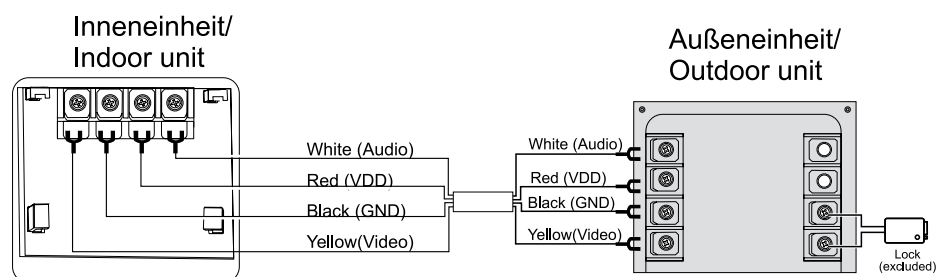 Inneneinheit/
Indoor unit
Außeneinheit/
Outdoor unit
White (Audio)
Red (VDD)
Black (GND)
Yellow(Video)
White (Audio)
Red (VDD)
Black (GND)
Yellow(Video)
Lock
(excluded)